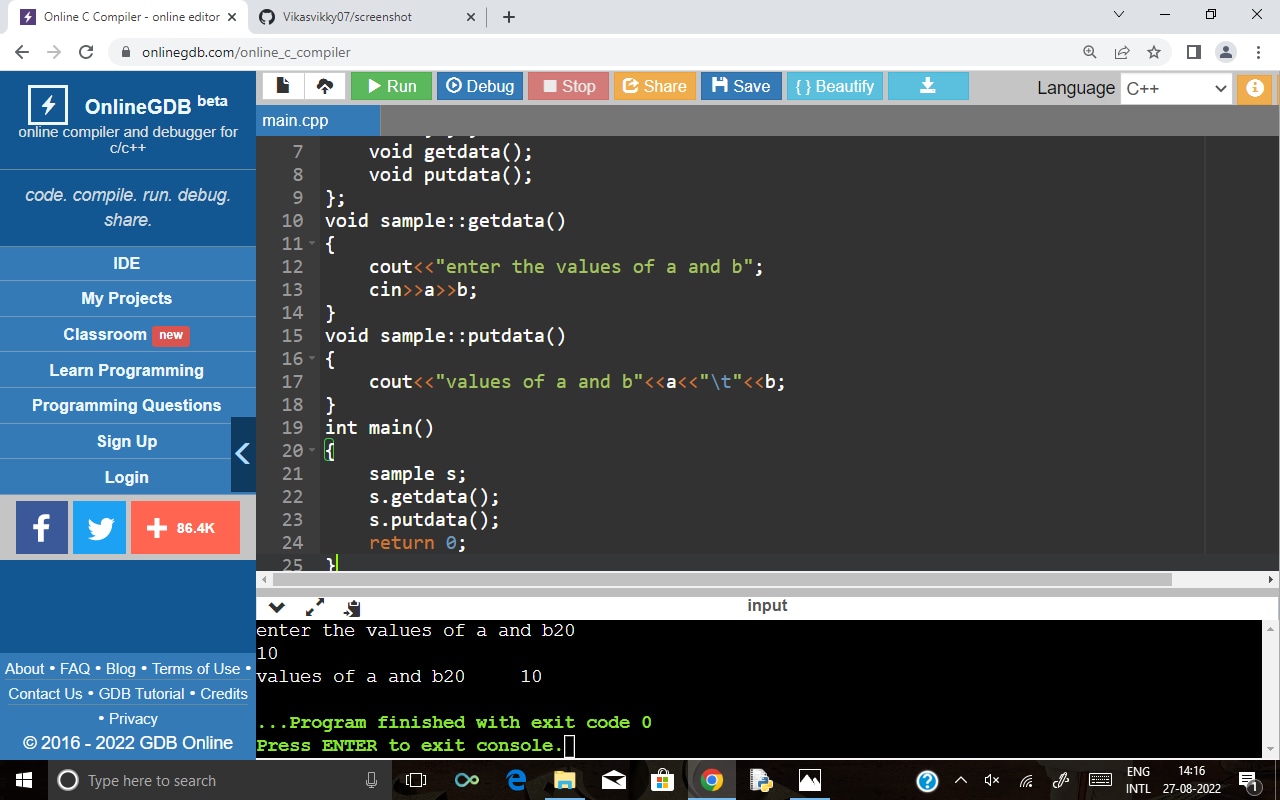 Online C Compiler - online editor
Vikasvikky07/screenshot
onlinegdb.com/online_c_compiler
OnlineGDB beta
online compiler and debugger for
c/c++
code. compile. run. debug.
share.
IDE
My Projects
Classroom new
Learn Programming
Programming Questions
Sign Up
Login
86.4K
About • FAQ • Blog • Terms of Use •
Contact Us • GDB Tutorial • Credits
• Privacy
© 2016 - 2022 GDB Online
Run Debug Stop Share Save { } Beautify
Language C++
main.cpp
7 void getdata();
8 void putdata();
9 };
10 void sample::getdata()
11 {
12 cout<<"enter the values of a and b";
13 cin>>a>>b;
14 }
15 void sample::putdata()
16 {
17 cout<<"values of a and b"<<a<<"\t"<<b;
18 }
19 int main()
20 {
21 sample s;
22 s.getdata();
23 s.putdata();
24 return 0;
25 }
input
enter the values of a and b20
10
values of a and b20 10
...Program finished with exit code 0
Press ENTER to exit console.
Type here to search
ENG
INTL
14:16
27-08-2022
1